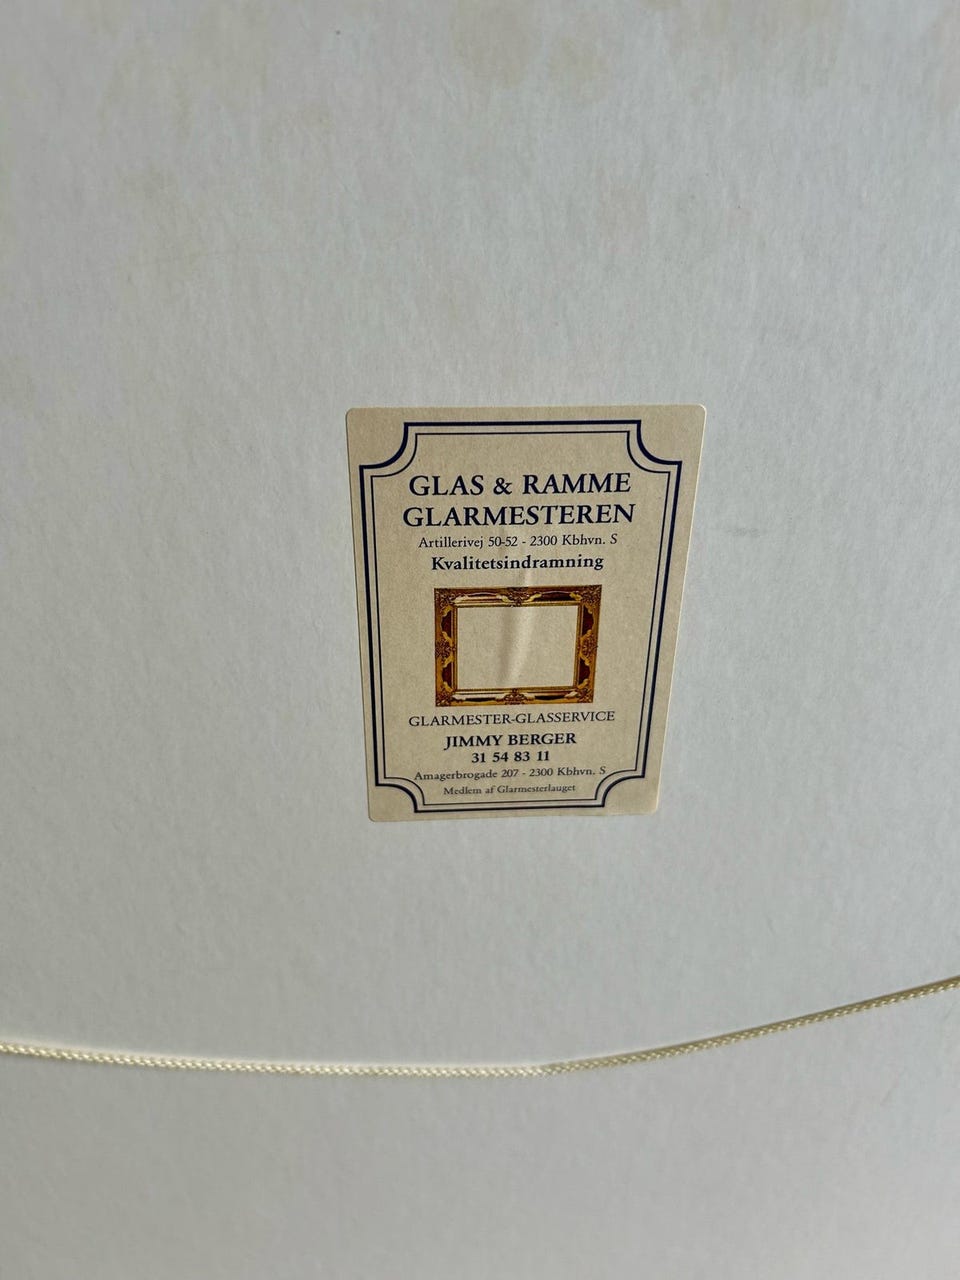 GLAS & RAMME
GLARMESTEREN
Artillerivej 50-52 - 2300 Kbhvn. S
Kvalitetsindramning
GLARMESTER-GLASSERVICE
JIMMY BERGER
31 54 83 11
Amagerbrogade 207 - 2300 Kbhvn. S
Medlem af Glarmesterlauget